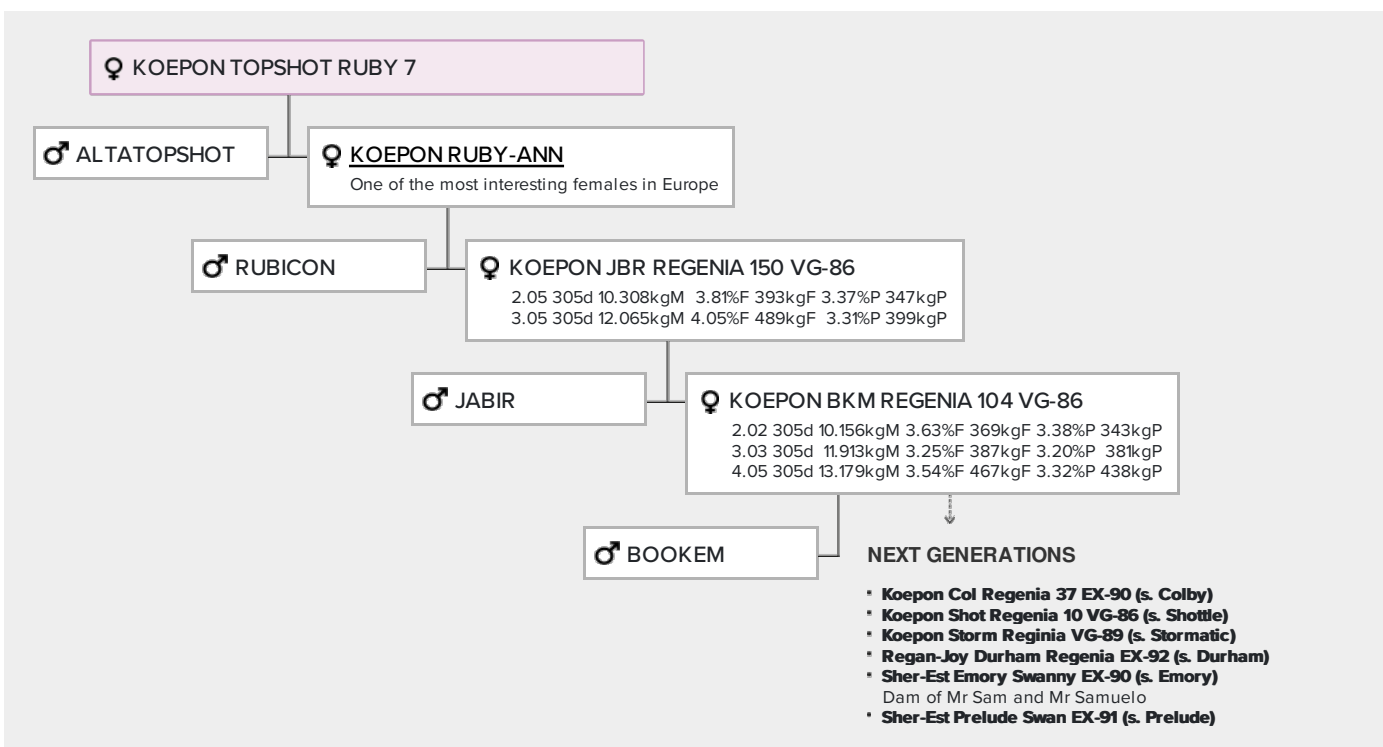 KOEPON TOPSHOT RUBY 7
ALTATOPSHOT
KOEPON RUBY-ANN
One of the most interesting females in Europe
RUBICON
KOEPON JBR REGENIA 150 VG-86
2.05 305d 10.308kgM 3.81%F 393kgF 3.37%P 347kgP
3.05 305d 12.065kgM 4.05%F 489kgF 3.31%P 399kgP
JABIR
KOEPON BKM REGENIA 104 VG-86
2.02 305d 10.156kgM 3.63%F 369kgF 3.38%P 343kgP
3.03 305d 11.913kgM 3.25%F 387kgF 3.20%P 381kgP
4.05 305d 13.179kgM 3.54%F 467kgF 3.32%P 438kgP
BOOKEM
NEXT GENERATIONS
Koepon Col Regenia 37 EX-90 (s. Colby)
Koepon Shot Regenia 10 VG-86 (s. Shottle)
Koepon Storm Reginia VG-89 (s. Stormatic)
Regan-Joy Durham Regenia EX-92 (s. Durham)
Sher-Est Emory Swanny EX-90 (s. Emory)
Dam of Mr Sam and Mr Samuelo
Sher-Est Prelude Swan EX-91 (s. Prelude)